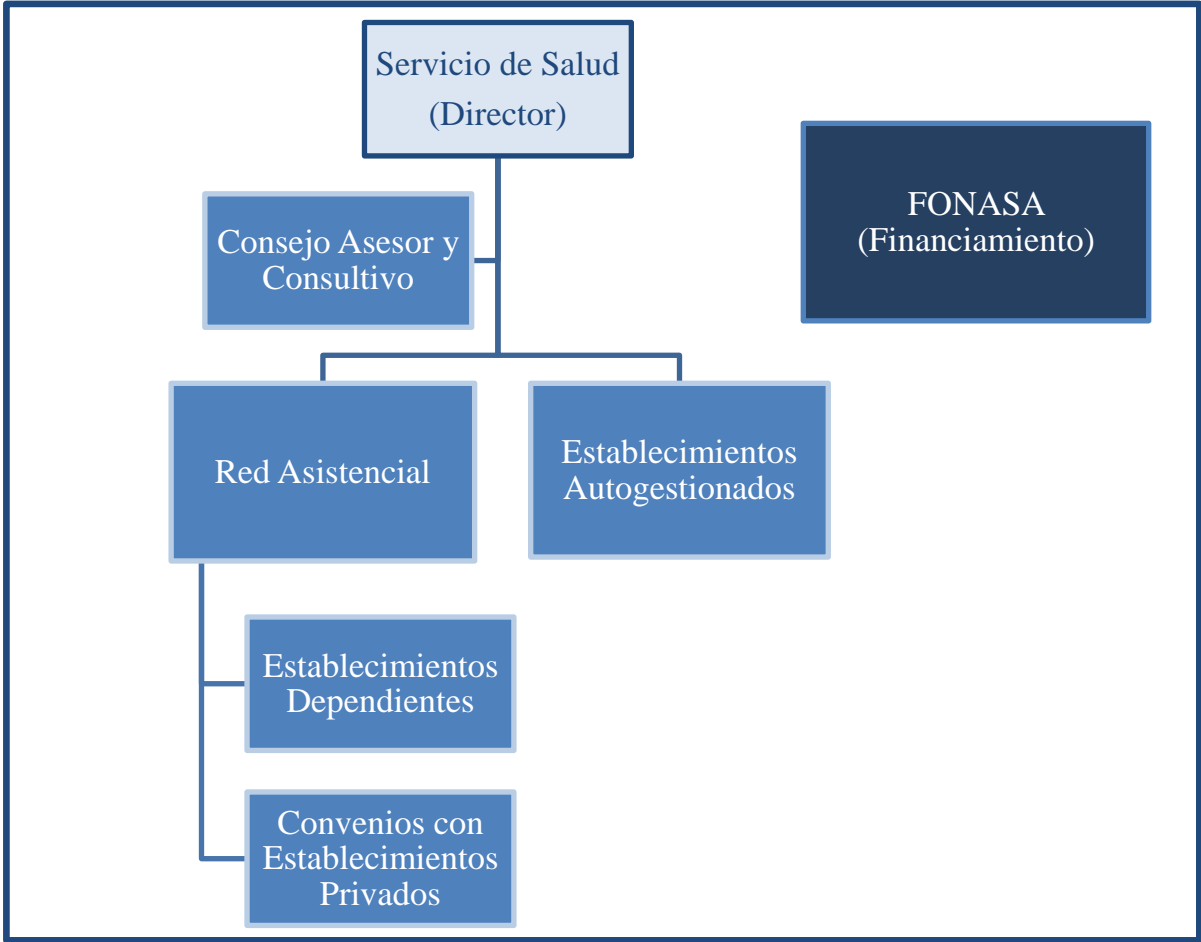 Servicio de Salud
(Director)
FONASA
(Financiamiento)
Consejo Asesor y
Consultivo
Red Asistencial
Establecimientos
Autogestionados
Establecimientos
Dependientes
Convenios con
Establecimientos
Privados